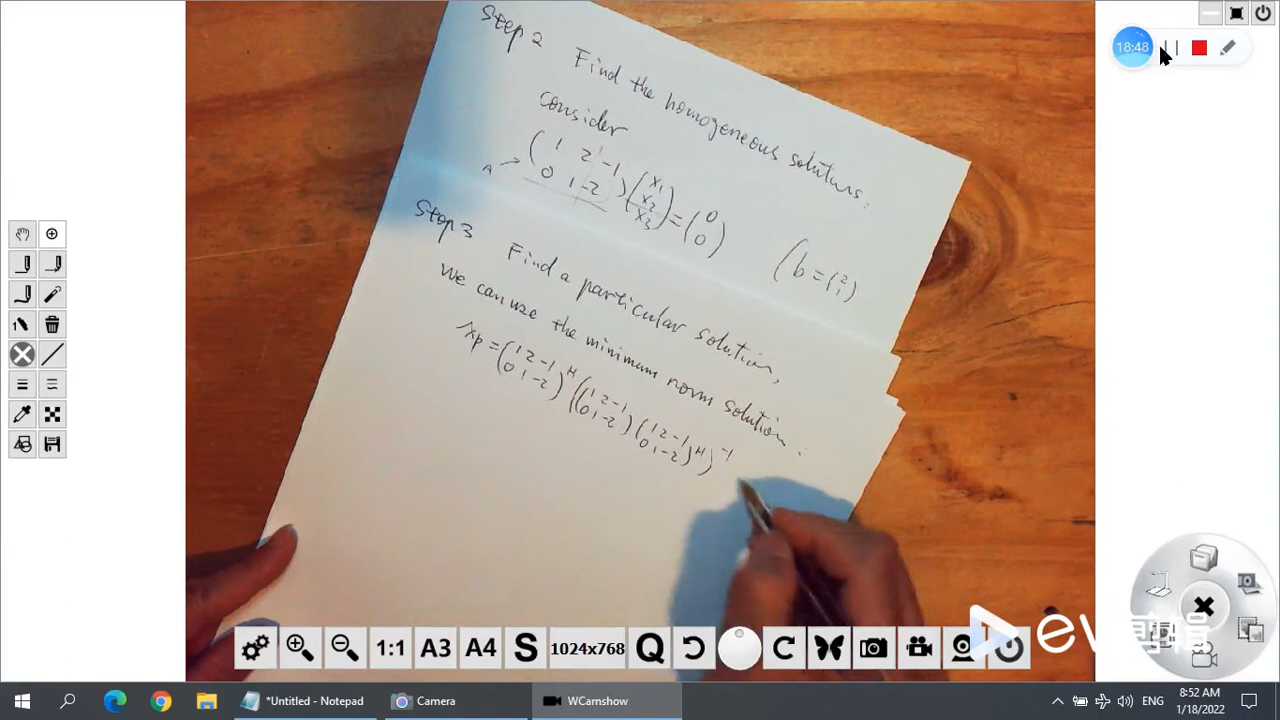 18:48
Step 2 Find the homogeneous solutions:
consider
A → ( 1 2 -1
0 1 -2 ) ( x1
x2
x3 ) = ( 0
0 ) ( b = ( 2
1 )
Step 3 Find a particular solution,
We can use the minimum norm solution.
xp = ( 1 2 -1
0 1 -2 )^H ( ( 1 2 -1
0 1 -2 ) ( 1 2 -1
0 1 -2 )^H )^-1
1:1 A3 A4 S 1024x768 Q
*Untitled - Notepad Camera WCamshow
ENG
8:52 AM
1/18/2022